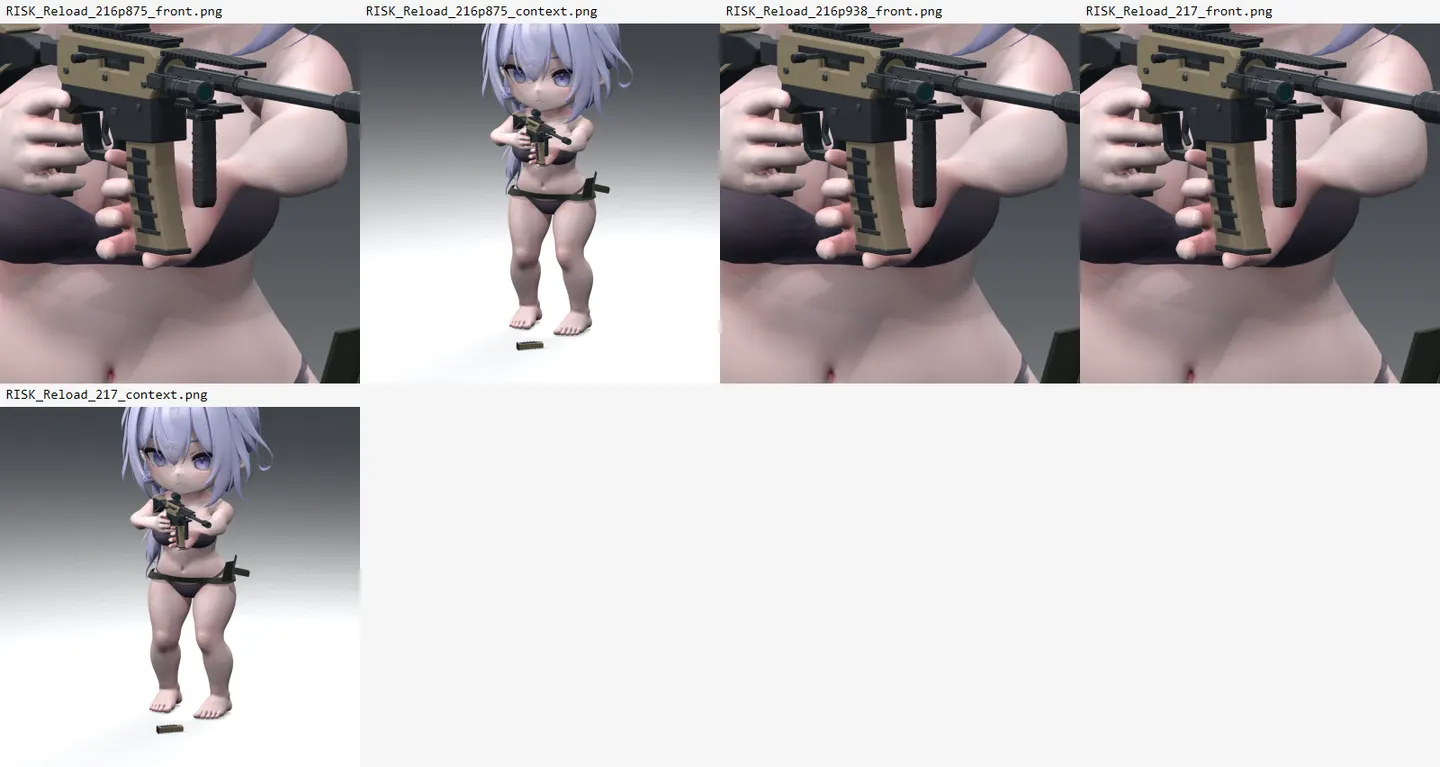 RISK_Reload_216p875_front.png
RISK_Reload_216p875_context.png
RISK_Reload_216p938_front.png
RISK_Reload_217_front.png
RISK_Reload_217_context.png